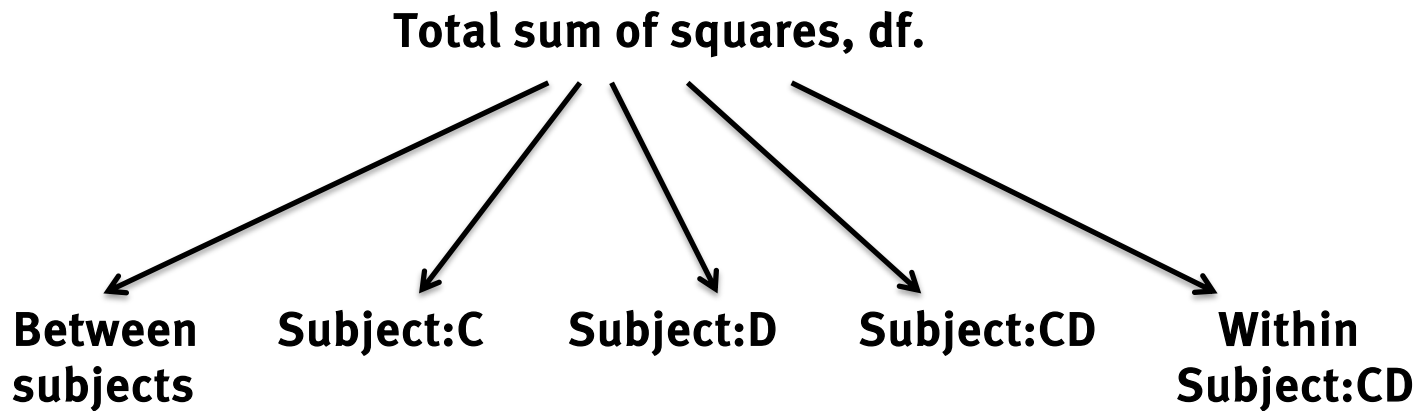 Total sum of squares, df.
Between subjects
Subject:C
Subject:D
Subject:CD
Within Subject:CD